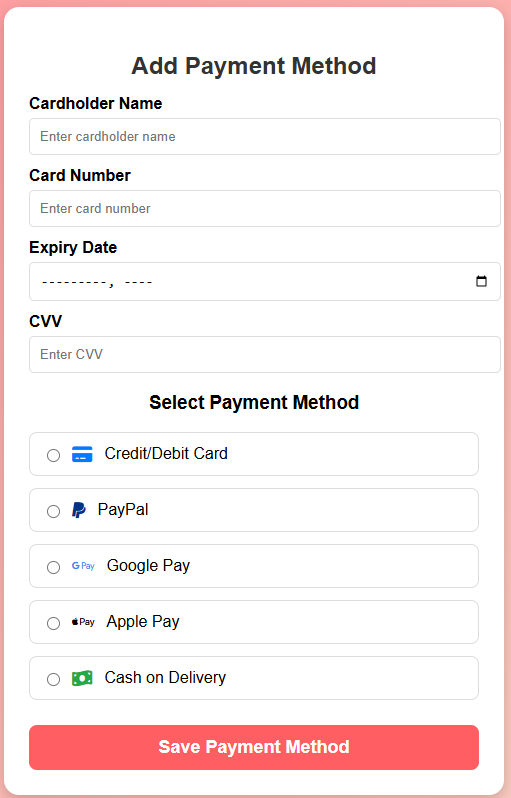 Add Payment Method
Cardholder Name
Enter cardholder name
Card Number
Enter card number
Expiry Date
---------, ----
CVV
Enter CVV
Select Payment Method
Credit/Debit Card
PayPal
G Pay Google Pay
Pay Apple Pay
Cash on Delivery
Save Payment Method